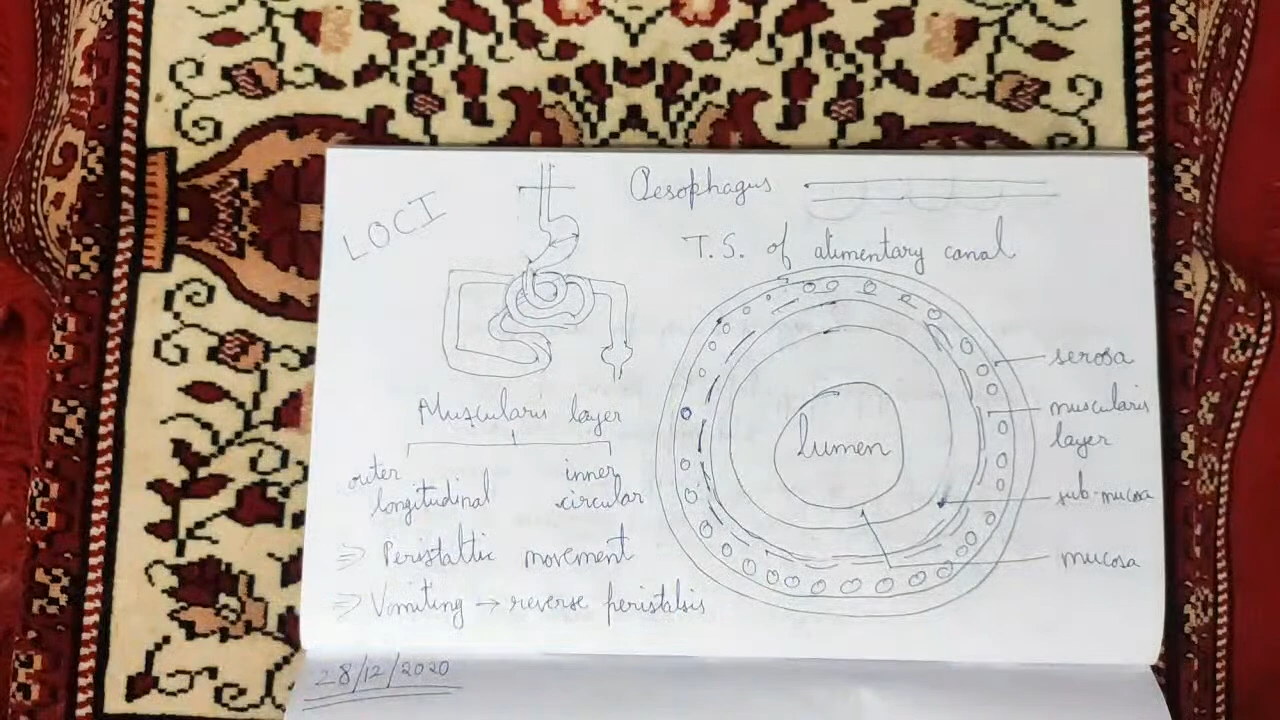 LOCI
Oesophagus
T.S. of alimentary canal
serosa
muscularis
layer
sub-mucosa
mucosa
lumen
Muscularis layer
outer
longitudinal
inner
circular
⇒ Peristaltic movement
⇒ Vomiting → reverse peristalsis
28/12/2020